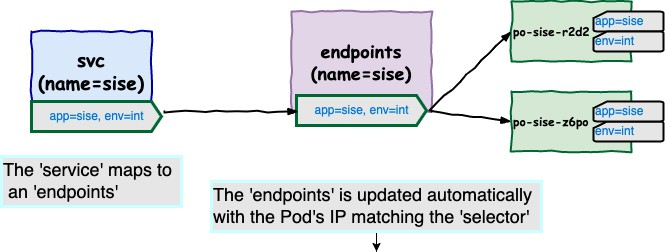 svc
(name=sise)
app=sise, env=int
endpoints
(name=sise)
app=sise, env=int
po-sise-r2d2
app=sise
env=int
po-sise-z6po
app=sise
env=int
The 'service' maps to
an 'endpoints'
The 'endpoints' is updated automatically
with the Pod's IP matching the 'selector'